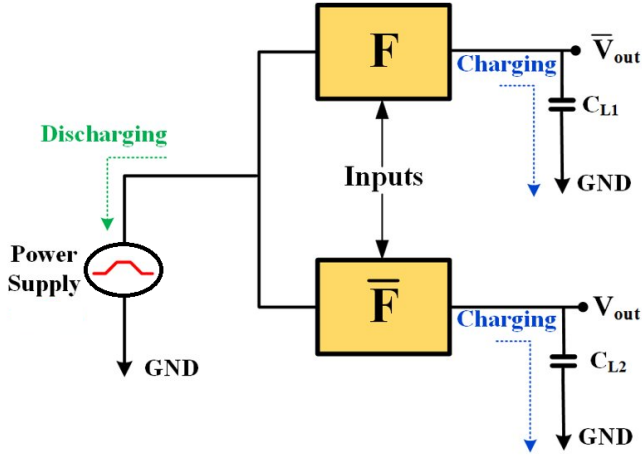 F
V̅out
Charging
CL1
Discharging
GND
Inputs
Power
Supply
F̅
Vout
Charging
CL2
GND
GND